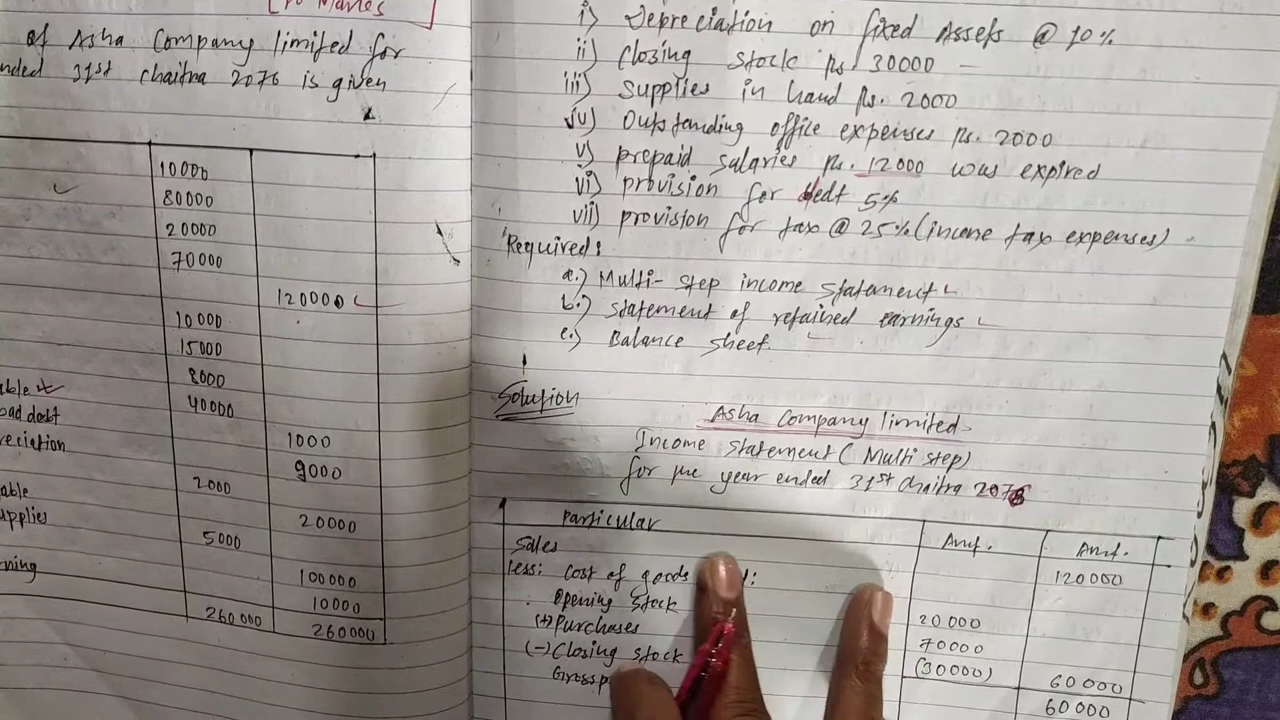 of Asha Company limited for
nded 31st chaitra 2076 is given
10000
80000
20000
70000
120000
10000
15000
8000
able 40000
oad debt
1000
reciation 9000
2000
able 20000
upplies 5000
100000
ning 10000
260000 260000
i) Depreciation on fixed Assets @ 10%
ii) Closing stock Rs. 30000
iii) Supplies in hand Rs. 2000
iv) Outstanding office expenses Rs. 2000
v) prepaid salaries Rs. 12000 was expired
vi) provision for debt 5%
vii) provision for tax @ 25% (income tax expenses)
Required:
a.) Multi-step income statement
b.) statement of retained earnings
c.) Balance sheet.
Solution
Asha Company limited
Income statement (Multi step)
for the year ended 31st chaitra 2076
Particular Amt. Amt.
Sales 120000
less: Cost of goods
Opening stock 20000
(+) Purchases 70000
(-) Closing stock (30000) 60000
Gross p 60000